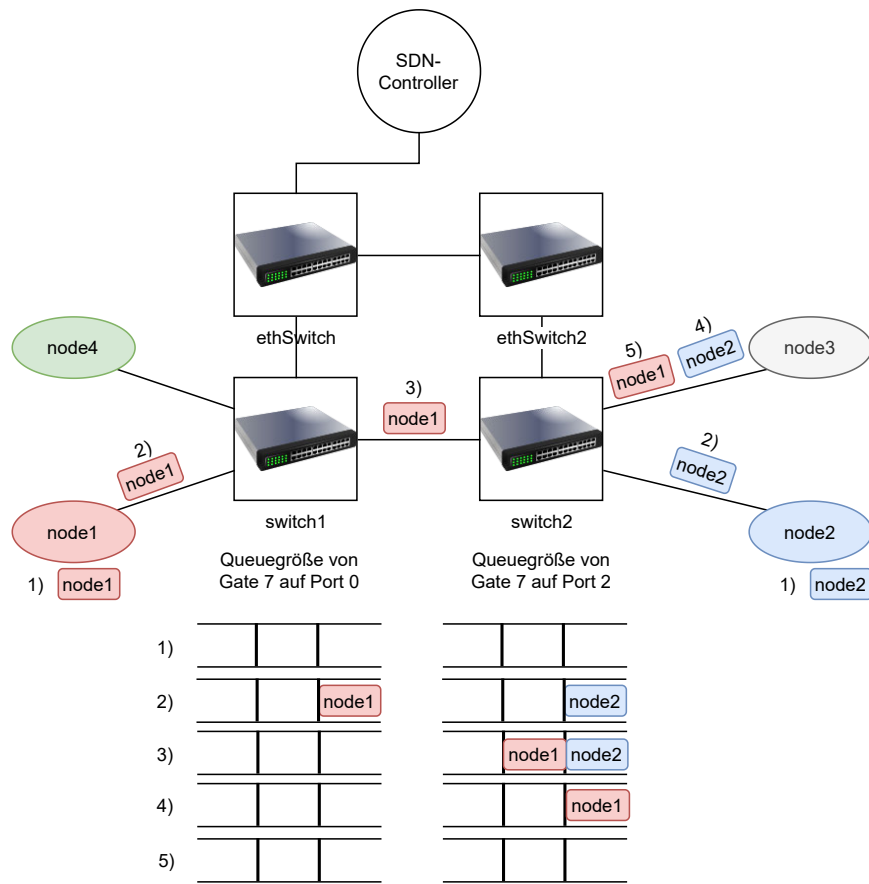 SDN-
Controller
ethSwitch
ethSwitch2
node4
node3
4)
5)
node2
node1
3)
node1
2)
node1
2)
node2
node1
node2
switch1
switch2
1)
node1
1)
node2
Queuegröße von
Gate 7 auf Port 0
Queuegröße von
Gate 7 auf Port 2
1)
2)
node1
node2
3)
node1
node2
4)
node1
5)